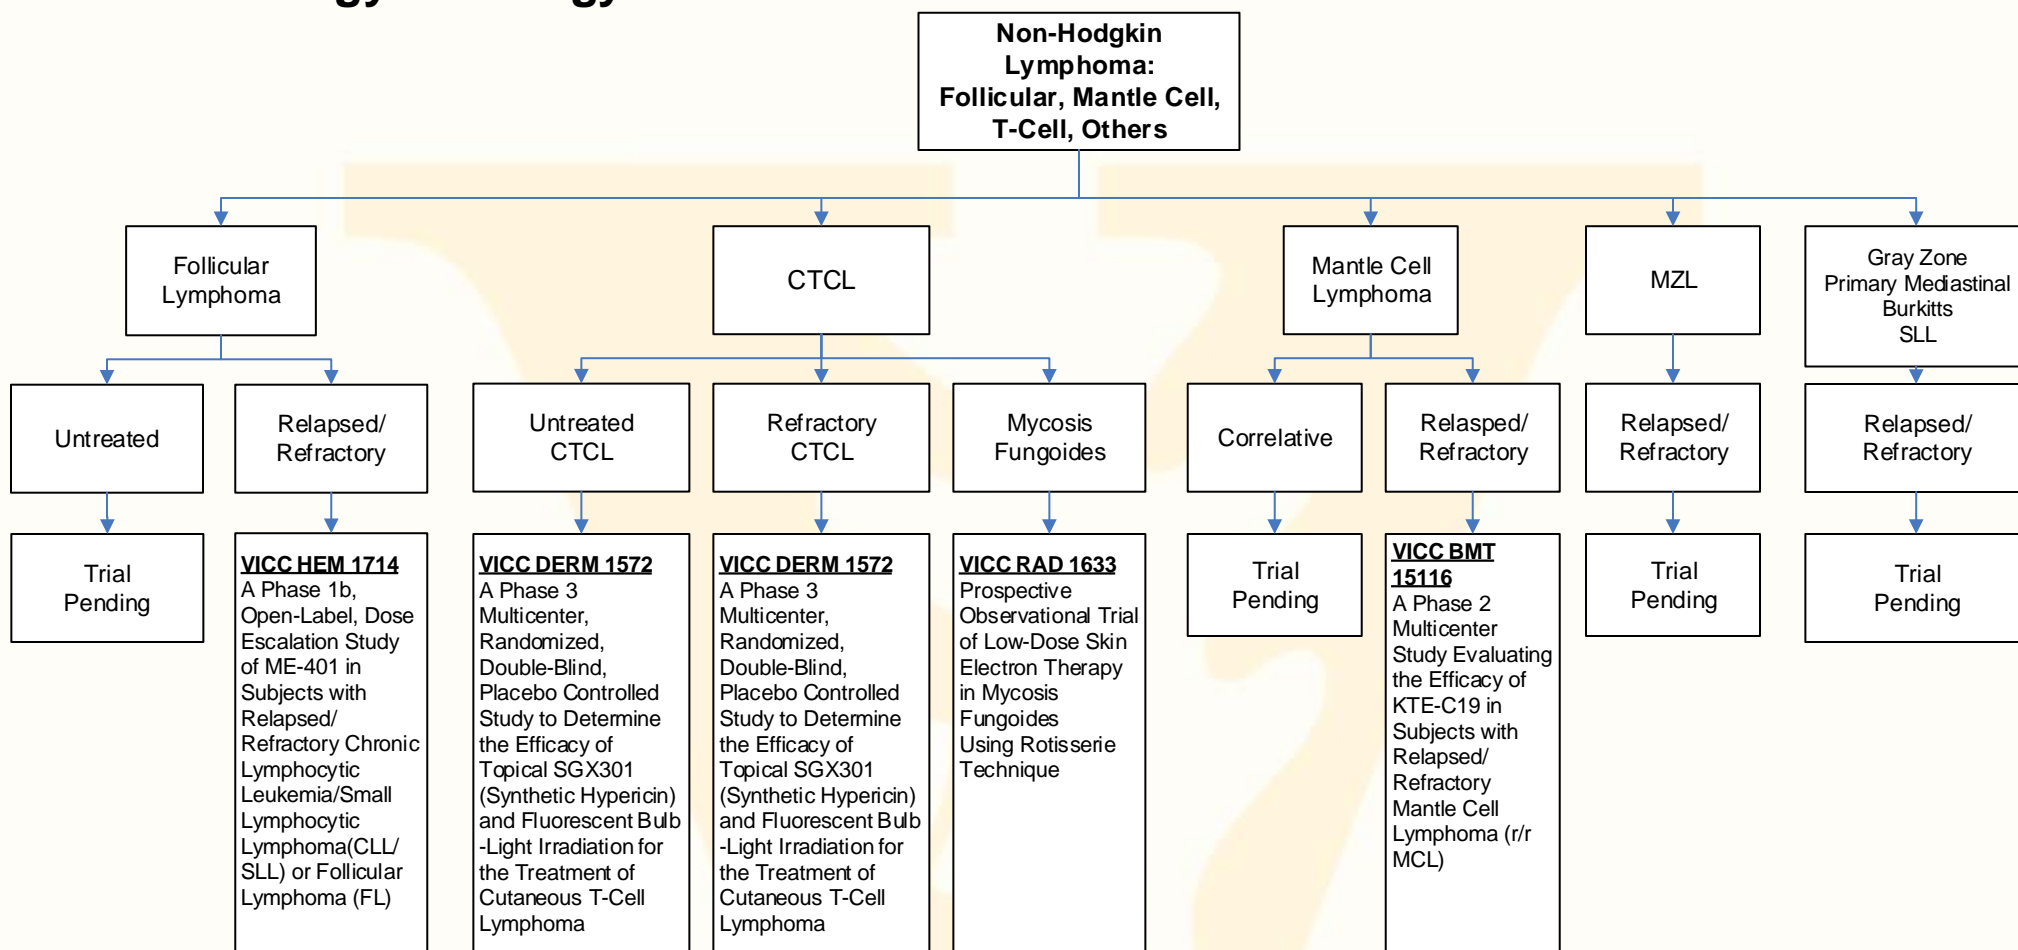 Non-Hodgkin
Lymphoma:
Follicular, Mantle Cell,
T-Cell, Others
Follicular
Lymphoma
CTCL
Mantle Cell
Lymphoma
MZL
Gray Zone
Primary Mediastinal
Burkitts
SLL
Untreated
Relapsed/
Refractory
Untreated
CTCL
Refractory
CTCL
Mycosis
Fungoides
Correlative
Relasped/
Refractory
Relapsed/
Refractory
Relapsed/
Refractory
Trial
Pending
VICC HEM 1714
A Phase 1b,
Open-Label, Dose
Escalation Study
of ME-401 in
Subjects with
Relapsed/
Refractory Chronic
Lymphocytic
Leukemia/Small
Lymphocytic
Lymphoma(CLL/
SLL) or Follicular
Lymphoma (FL)
VICC DERM 1572
A Phase 3
Multicenter,
Randomized,
Double-Blind,
Placebo Controlled
Study to Determine
the Efficacy of
Topical SGX301
(Synthetic Hypericin)
and Fluorescent Bulb
-Light Irradiation for
the Treatment of
Cutaneous T-Cell
Lymphoma
VICC DERM 1572
A Phase 3
Multicenter,
Randomized,
Double-Blind,
Placebo Controlled
Study to Determine
the Efficacy of
Topical SGX301
(Synthetic Hypericin)
and Fluorescent Bulb
-Light Irradiation for
the Treatment of
Cutaneous T-Cell
Lymphoma
VICC RAD 1633
Prospective
Observational Trial
of Low-Dose Skin
Electron Therapy
in Mycosis
Fungoides
Using Rotisserie
Technique
Trial
Pending
VICC BMT
15116
A Phase 2
Multicenter
Study Evaluating
the Efficacy of
KTE-C19 in
Subjects with
Relapsed/
Refractory
Mantle Cell
Lymphoma (r/r
MCL)
Trial
Pending
Trial
Pending